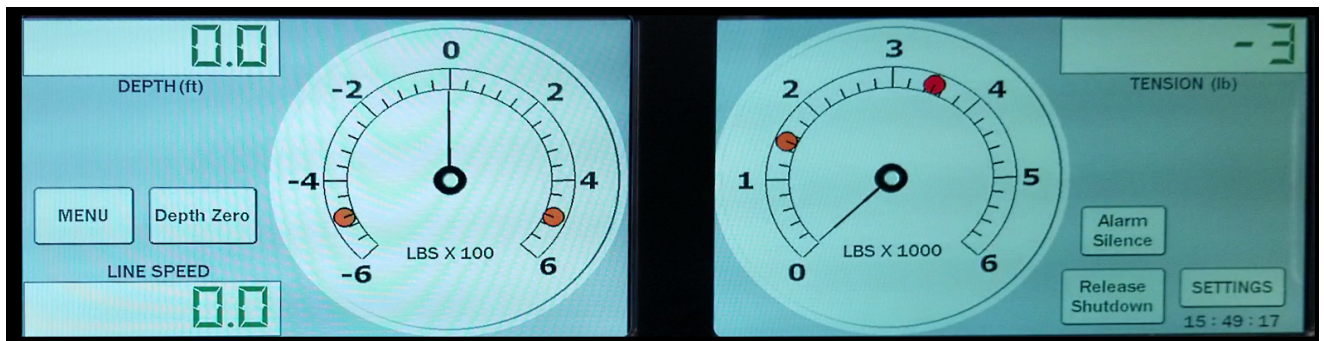 0.0
DEPTH (ft)
MENU
Depth Zero
LINE SPEED
0.0
0
-2
2
-4
4
-6
6
LBS X 100
3
2
4
1
5
0
6
LBS X 1000
-3
TENSION (lb)
Alarm
Silence
Release
Shutdown
SETTINGS
15:49:17